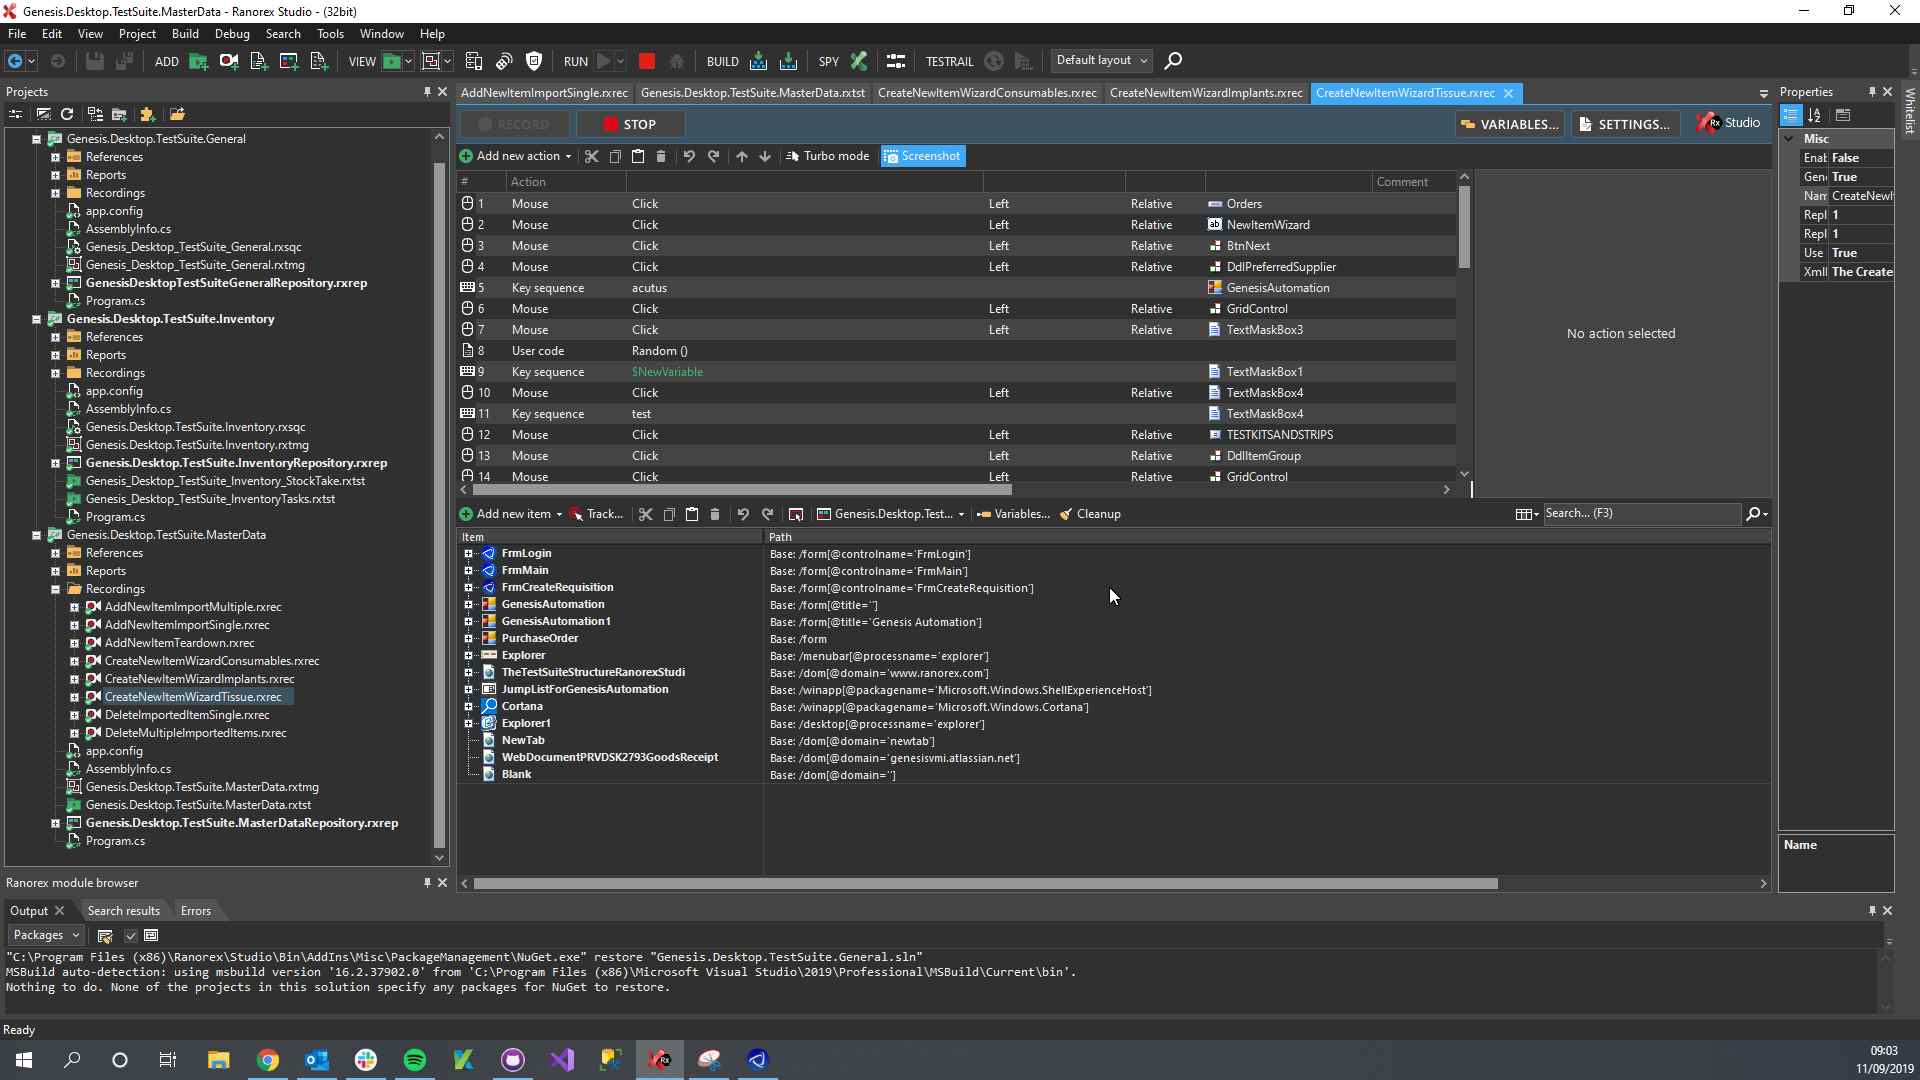 Genesis.Desktop.TestSuite.MasterData - Ranorex Studio - (32bit)
File Edit View Project Build Debug Search Tools Window Help
ADD VIEW RUN BUILD SPY TESTRAIL Default layout
Projects
Genesis.Desktop.TestSuite.General
References
Reports
Recordings
app.config
AssemblyInfo.cs
Genesis_Desktop_TestSuite_General.rxsqc
Genesis_Desktop_TestSuite_General.rxtmg
GenesisDesktopTestSuiteGeneralRepository.rxrep
Program.cs
Genesis.Desktop.TestSuite.Inventory
References
Reports
Recordings
app.config
AssemblyInfo.cs
Genesis.Desktop.TestSuite.Inventory.rxsqc
Genesis.Desktop.TestSuite.Inventory.rxtmg
Genesis.Desktop.TestSuite.InventoryRepository.rxrep
Genesis_Desktop_TestSuite_Inventory_StockTake.rxtst
Genesis_Desktop_TestSuite_InventoryTasks.rxtst
Program.cs
Genesis.Desktop.TestSuite.MasterData
References
Reports
Recordings
AddNewItemImportMultiple.rxrec
AddNewItemImportSingle.rxrec
AddNewItemTeardown.rxrec
CreateNewItemWizardConsumables.rxrec
CreateNewItemWizardImplants.rxrec
CreateNewItemWizardTissue.rxrec
DeleteImportedItemSingle.rxrec
DeleteMultipleImportedItems.rxrec
app.config
AssemblyInfo.cs
Genesis.Desktop.TestSuite.MasterData.rxtmg
Genesis.Desktop.TestSuite.MasterData.rxtst
Genesis.Desktop.TestSuite.MasterDataRepository.rxrep
Program.cs
Ranorex module browser
AddNewItemImportSingle.rxrec Genesis.Desktop.TestSuite.MasterData.rxtst CreateNewItemWizardConsumables.rxrec CreateNewItemWizardImplants.rxrec CreateNewItemWizardTissue.rxrec
RECORD STOP VARIABLES... SETTINGS... Rx Studio
Add new action Turbo mode Screenshot
# Action Comment
1 Mouse Click Left Relative Orders
2 Mouse Click Left Relative NewItemWizard
3 Mouse Click Left Relative BtnNext
4 Mouse Click Left Relative DdlPreferredSupplier
5 Key sequence acutus GenesisAutomation
6 Mouse Click Left Relative GridControl
7 Mouse Click Left Relative TextMaskBox3
8 User code Random ()
9 Key sequence $NewVariable TextMaskBox1
10 Mouse Click Left Relative TextMaskBox4
11 Key sequence test TextMaskBox4
12 Mouse Click Left Relative TESTKITSANDSTRIPS
13 Mouse Click Left Relative DdlItemGroup
14 Mouse Click Left Relative GridControl
No action selected
Add new item Track... Genesis.Desktop.Test... Variables... Cleanup Search... (F3)
Item Path
FrmLogin Base: /form[@controlname='FrmLogin']
FrmMain Base: /form[@controlname='FrmMain']
FrmCreateRequisition Base: /form[@controlname='FrmCreateRequisition']
GenesisAutomation Base: /form[@title='']
GenesisAutomation1 Base: /form[@title='Genesis Automation']
PurchaseOrder Base: /form
Explorer Base: /menubar[@processname='explorer']
TheTestSuiteStructureRanorexStudi Base: /dom[@domain='www.ranorex.com']
JumpListForGenesisAutomation Base: /winapp[@packagename='Microsoft.Windows.ShellExperienceHost']
Cortana Base: /winapp[@packagename='Microsoft.Windows.Cortana']
Explorer1 Base: /desktop[@processname='explorer']
NewTab Base: /dom[@domain='newtab']
WebDocumentPRVDSK2793GoodsReceipt Base: /dom[@domain='genesisvmi.atlassian.net']
Blank Base: /dom[@domain='']
Properties
Misc
Enab False
Gen True
Nam CreateNewI
Repl 1
Repl 1
Use True
Xml The Create
Name
Whitelist
Output Search results Errors
Packages
"C:\Program Files (x86)\Ranorex\Studio\Bin\AddIns\Misc\PackageManagement\NuGet.exe" restore "Genesis.Desktop.TestSuite.General.sln"
MSBuild auto-detection: using msbuild version '16.2.37902.0' from 'C:\Program Files (x86)\Microsoft Visual Studio\2019\Professional\MSBuild\Current\bin'.
Nothing to do. None of the projects in this solution specify any packages for NuGet to restore.
Ready
09:03
11/09/2019